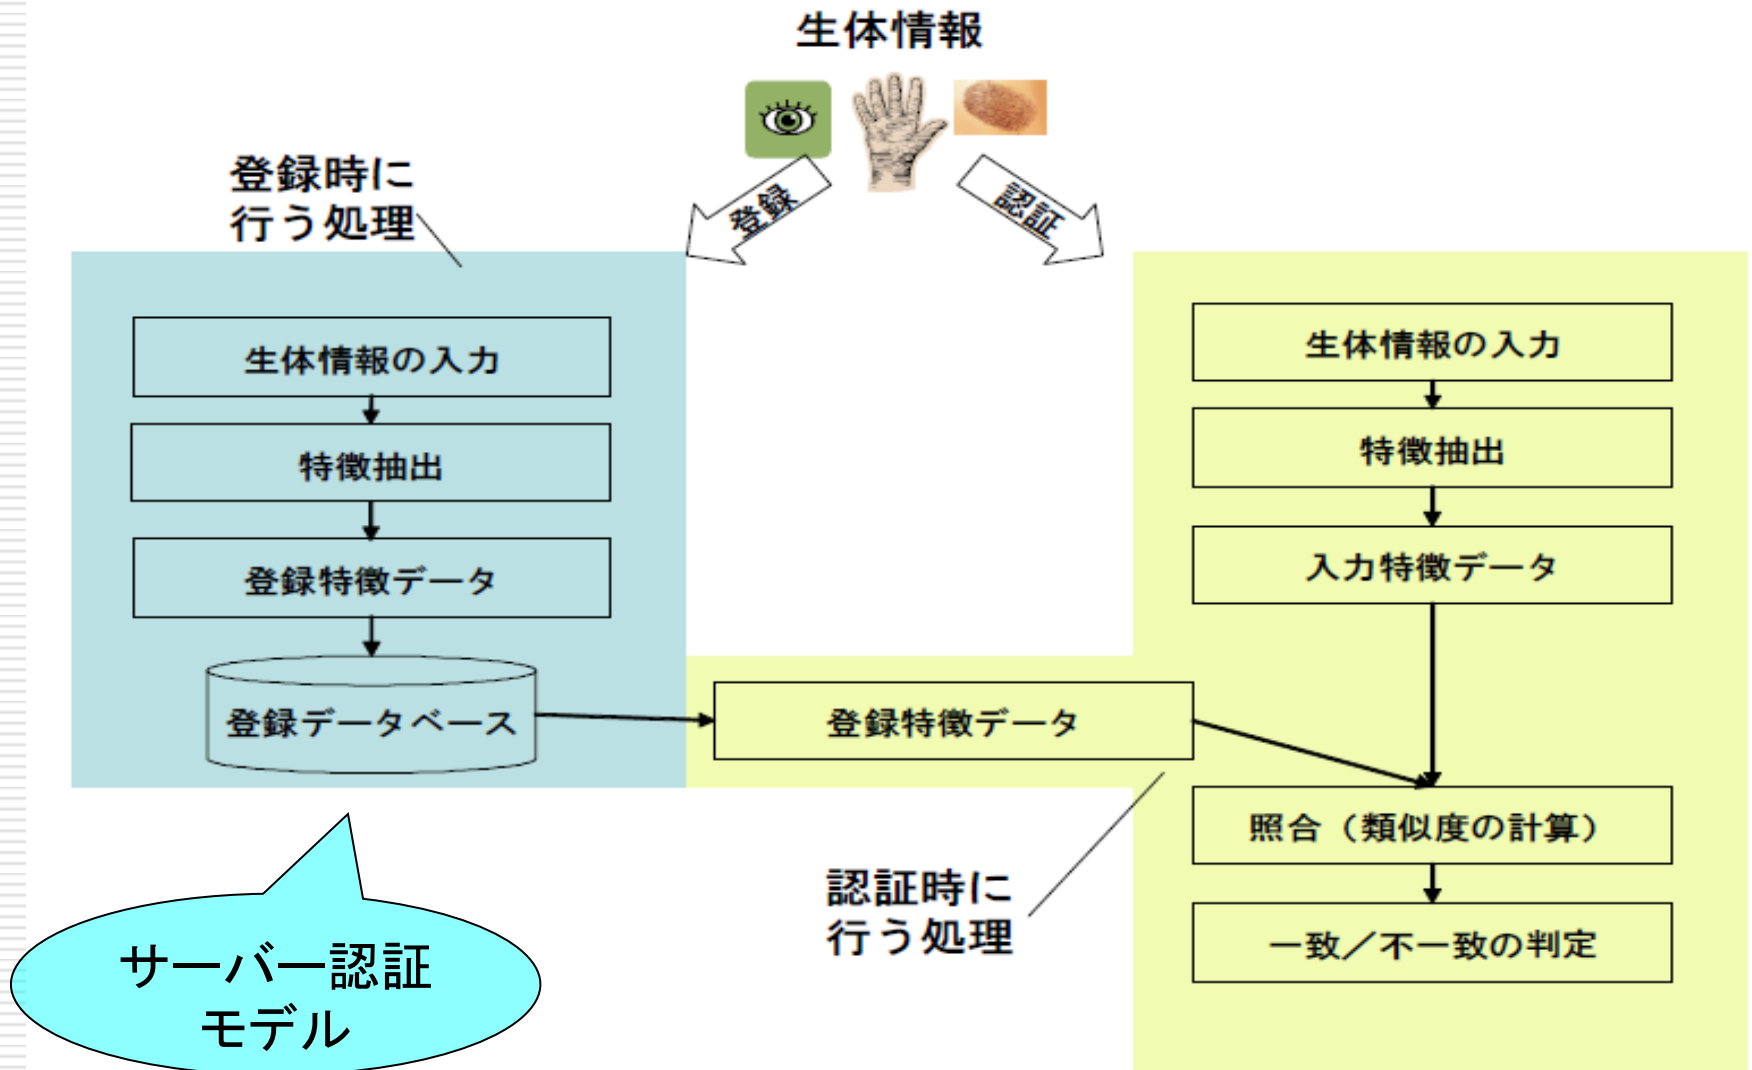 生体情報
登録
認証
登録時に
行う処理
生体情報の入力
特徴抽出
登録特徴データ
登録データベース
生体情報の入力
特徴抽出
入力特徴データ
登録特徴データ
照合（類似度の計算）
一致／不一致の判定
認証時に
行う処理
サーバー認証
モデル